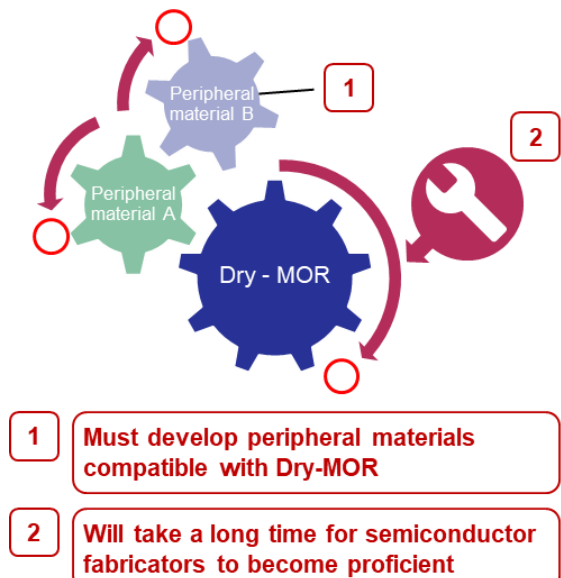 Peripheral
material B
1
2
Peripheral
material A
Dry - MOR
1
Must develop peripheral materials
compatible with Dry-MOR
2
Will take a long time for semiconductor
fabricators to become proficient